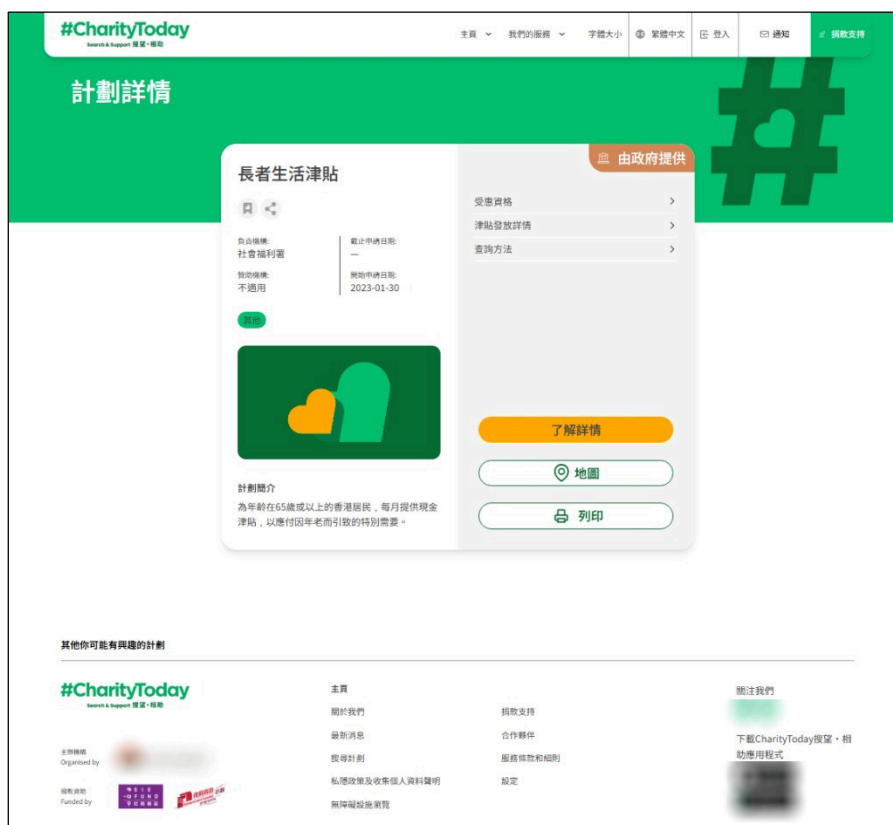 #CharityToday
Search & Support 搜望·相助
主頁
我們的服務
字體大小
繁體中文
登入
通知
捐款支持
計劃詳情
長者生活津貼
由政府提供
負責機構:
社會福利署
截止申請日期:
—
贊助機構:
不適用
開始申請日期:
2023-01-30
其他
計劃簡介
為年齡在65歲或以上的香港居民，每月提供現金
津貼，以應付因年老而引致的特別需要。
受惠資格
津貼發放詳情
查詢方法
了解詳情
地圖
列印
其他你可能有興趣的計劃
#CharityToday
Search & Support 搜望·相助
主辦機構
Organised by
捐款資助
Funded by
SIE
FUND
主頁
關於我們
最新消息
搜尋計劃
私隱政策及收集個人資料聲明
無障礙設施瀏覽
捐款支持
合作夥伴
服務條款和細則
設定
關注我們
下載CharityToday搜望·相
助應用程式